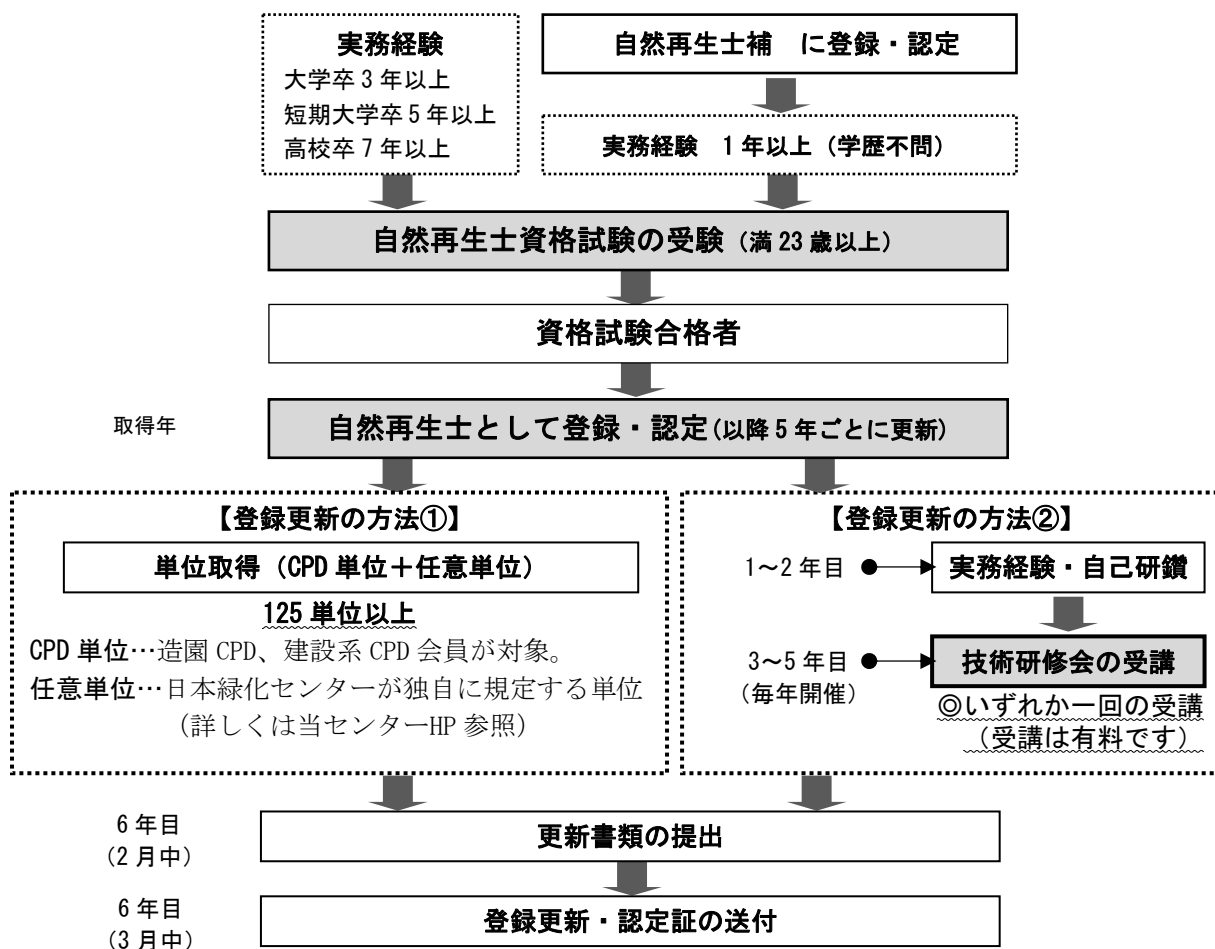 実務経験
大学卒 3 年以上
短期大学卒 5 年以上
高校卒 7 年以上
自然再生士補　に登録・認定
実務経験　1 年以上（学歴不問）
自然再生士資格試験の受験（満 23 歳以上）
資格試験合格者
取得年
自然再生士として登録・認定(以降 5 年ごとに更新)
【登録更新の方法①】
単位取得（CPD 単位＋任意単位）
125 単位以上
CPD 単位…造園 CPD、建設系 CPD 会員が対象。
任意単位…日本緑化センターが独自に規定する単位
（詳しくは当センターHP 参照）
【登録更新の方法②】
1～2 年目
実務経験・自己研鑽
3～5 年目
（毎年開催）
技術研修会の受講
◎いずれか一回の受講
（受講は有料です）
6 年目
（2 月中）
更新書類の提出
6 年目
（3 月中）
登録更新・認定証の送付